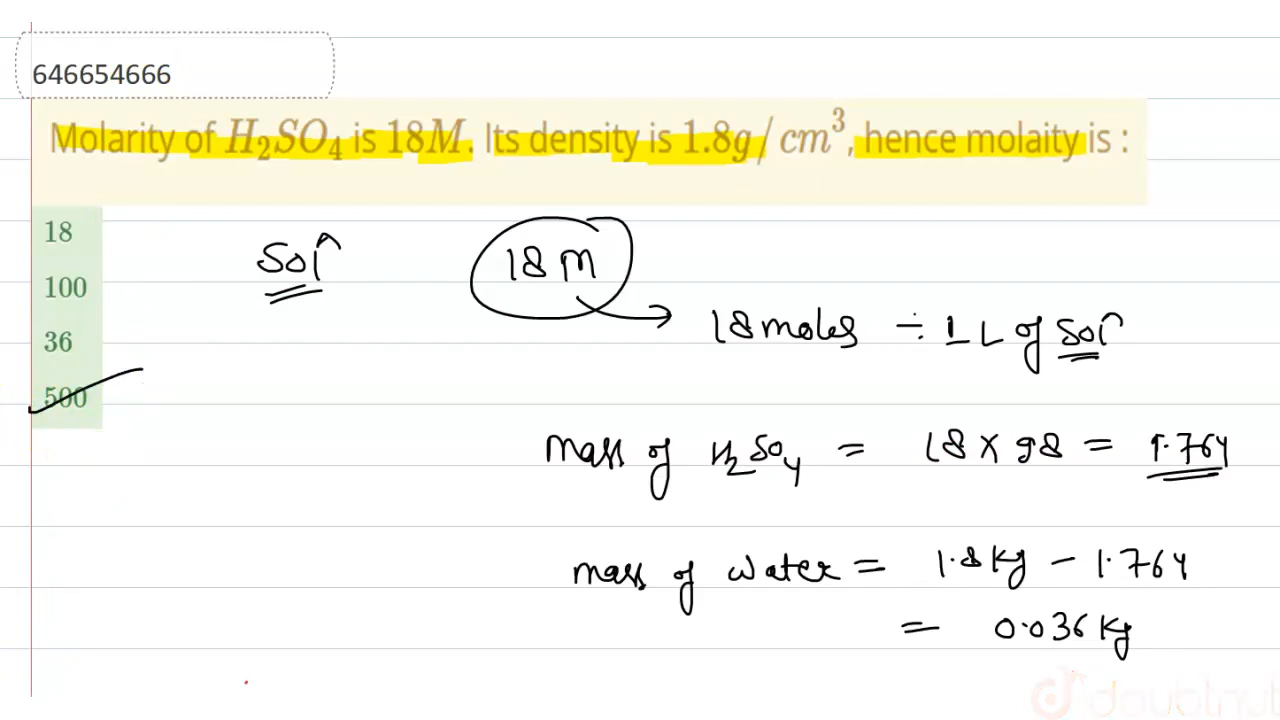 646654666
Molarity of H₂SO₄ is 18M. Its density is 1.8g/cm³, hence molaity is :
18
100
36
500
Solⁿ
18 M
18 moles ÷ 1 L of Solⁿ
Mass of H₂SO₄ = 18 × 98 = 1.764
mass of water = 1.8 Kg - 1.764
= 0.036 Kg
doubtnut